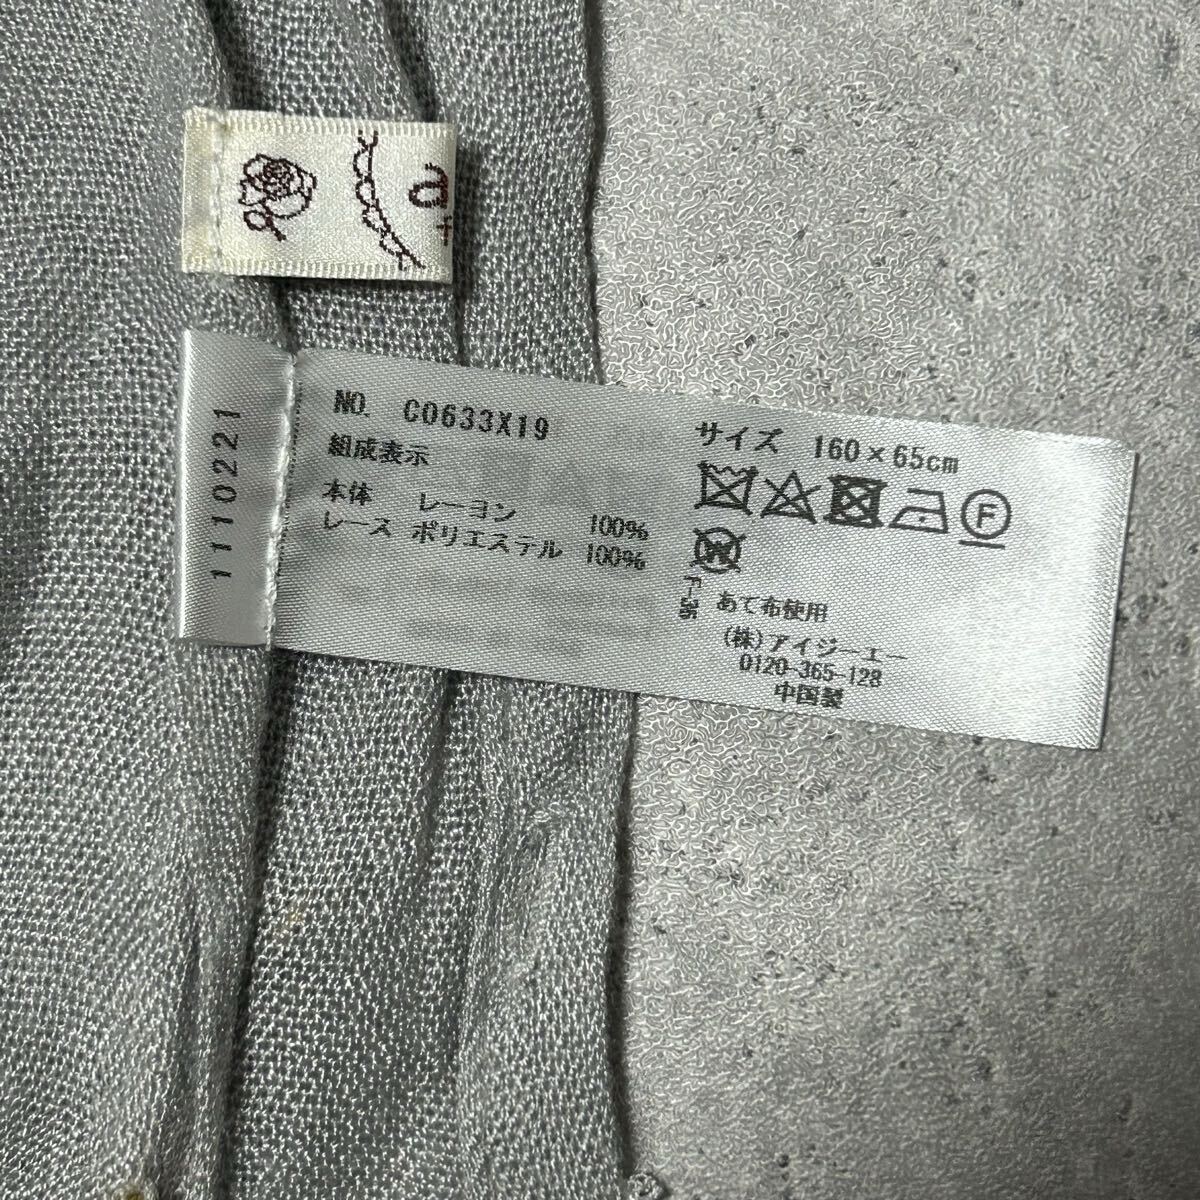 a
f
1110221
NO. C0633X19
組成表示
本体 レーヨン 100%
レース ポリエステル 100%
サイズ 160×65cm
F
W
あて布使用
(株)アイジーエー
0120-365-128
中国製